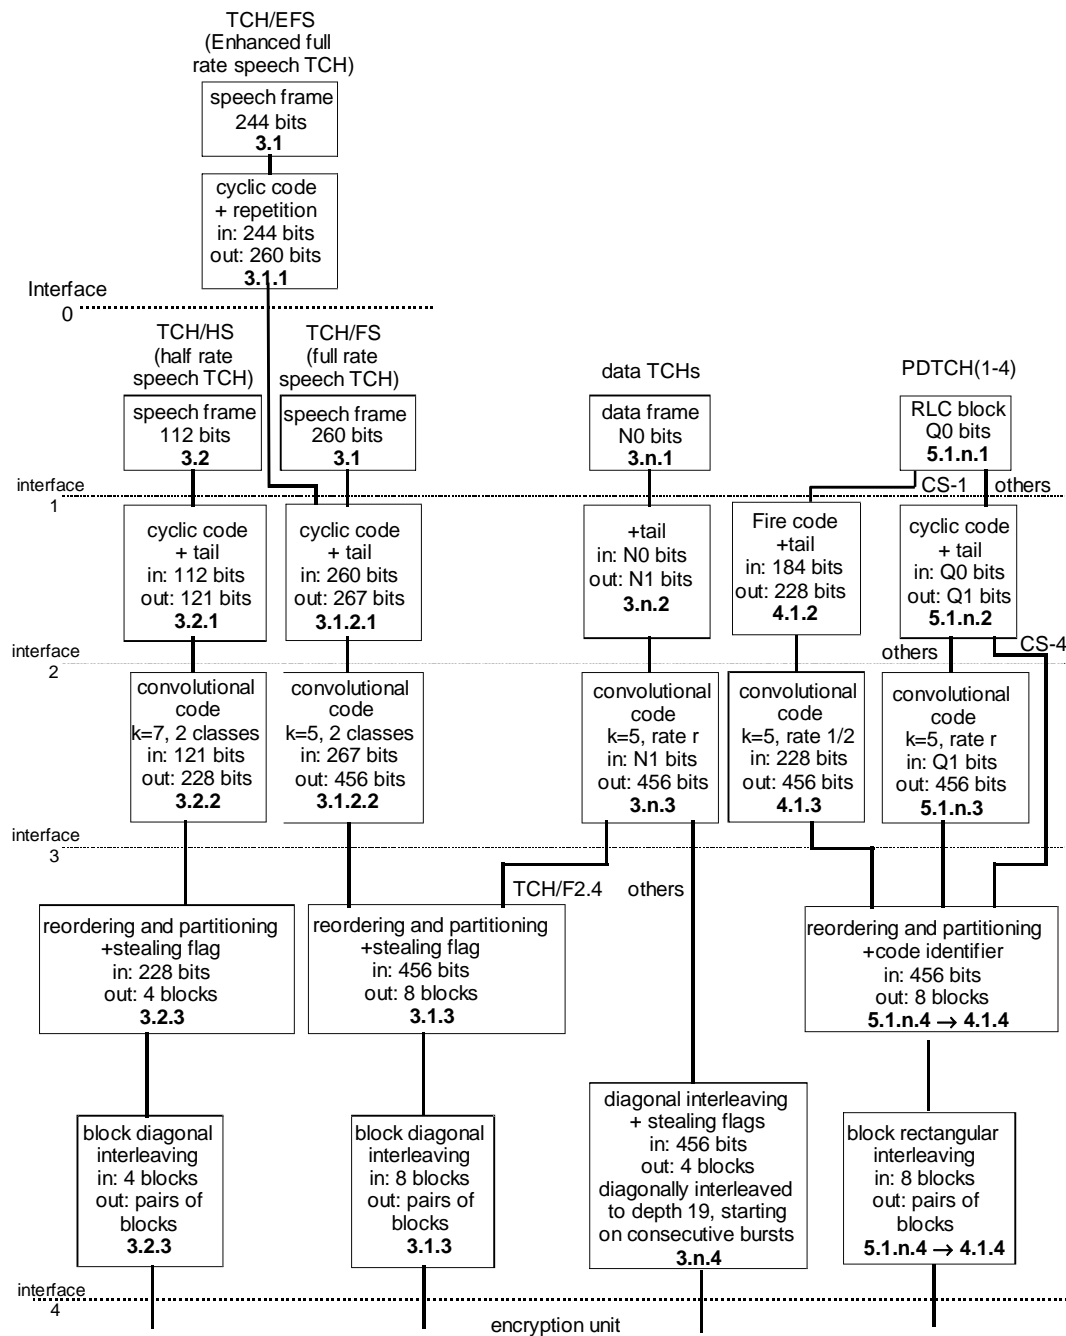 TCH/EFS
(Enhanced full
rate speech TCH)
speech frame
244 bits
3.1
cyclic code
+ repetition
in: 244 bits
out: 260 bits
3.1.1
Interface
0
TCH/HS
(half rate
speech TCH)
TCH/FS
(full rate
speech TCH)
data TCHs
PDTCH(1-4)
speech frame
112 bits
3.2
speech frame
260 bits
3.1
data frame
N0 bits
3.n.1
RLC block
Q0 bits
5.1.n.1
interface
1
CS-1
others
cyclic code
+ tail
in: 112 bits
out: 121 bits
3.2.1
cyclic code
+ tail
in: 260 bits
out: 267 bits
3.1.2.1
+tail
in: N0 bits
out: N1 bits
3.n.2
Fire code
+tail
in: 184 bits
out: 228 bits
4.1.2
cyclic code
+ tail
in: Q0 bits
out: Q1 bits
5.1.n.2
interface
2
others
CS-4
convolutional
code
k=7, 2 classes
in: 121 bits
out: 228 bits
3.2.2
convolutional
code
k=5, 2 classes
in: 267 bits
out: 456 bits
3.1.2.2
convolutional
code
k=5, rate r
in: N1 bits
out: 456 bits
3.n.3
convolutional
code
k=5, rate 1/2
in: 228 bits
out: 456 bits
4.1.3
convolutional
code
k=5, rate r
in: Q1 bits
out: 456 bits
5.1.n.3
interface
3
TCH/F2.4
others
reordering and partitioning
+stealing flag
in: 228 bits
out: 4 blocks
3.2.3
reordering and partitioning
+stealing flag
in: 456 bits
out: 8 blocks
3.1.3
reordering and partitioning
+code identifier
in: 456 bits
out: 8 blocks
5.1.n.4 → 4.1.4
block diagonal
interleaving
in: 4 blocks
out: pairs of
blocks
3.2.3
block diagonal
interleaving
in: 8 blocks
out: pairs of
blocks
3.1.3
diagonal interleaving
+ stealing flags
in: 456 bits
out: 4 blocks
diagonally interleaved
to depth 19, starting
on consecutive bursts
3.n.4
block rectangular
interleaving
in: 8 blocks
out: pairs of
blocks
5.1.n.4 → 4.1.4
interface
4
encryption unit